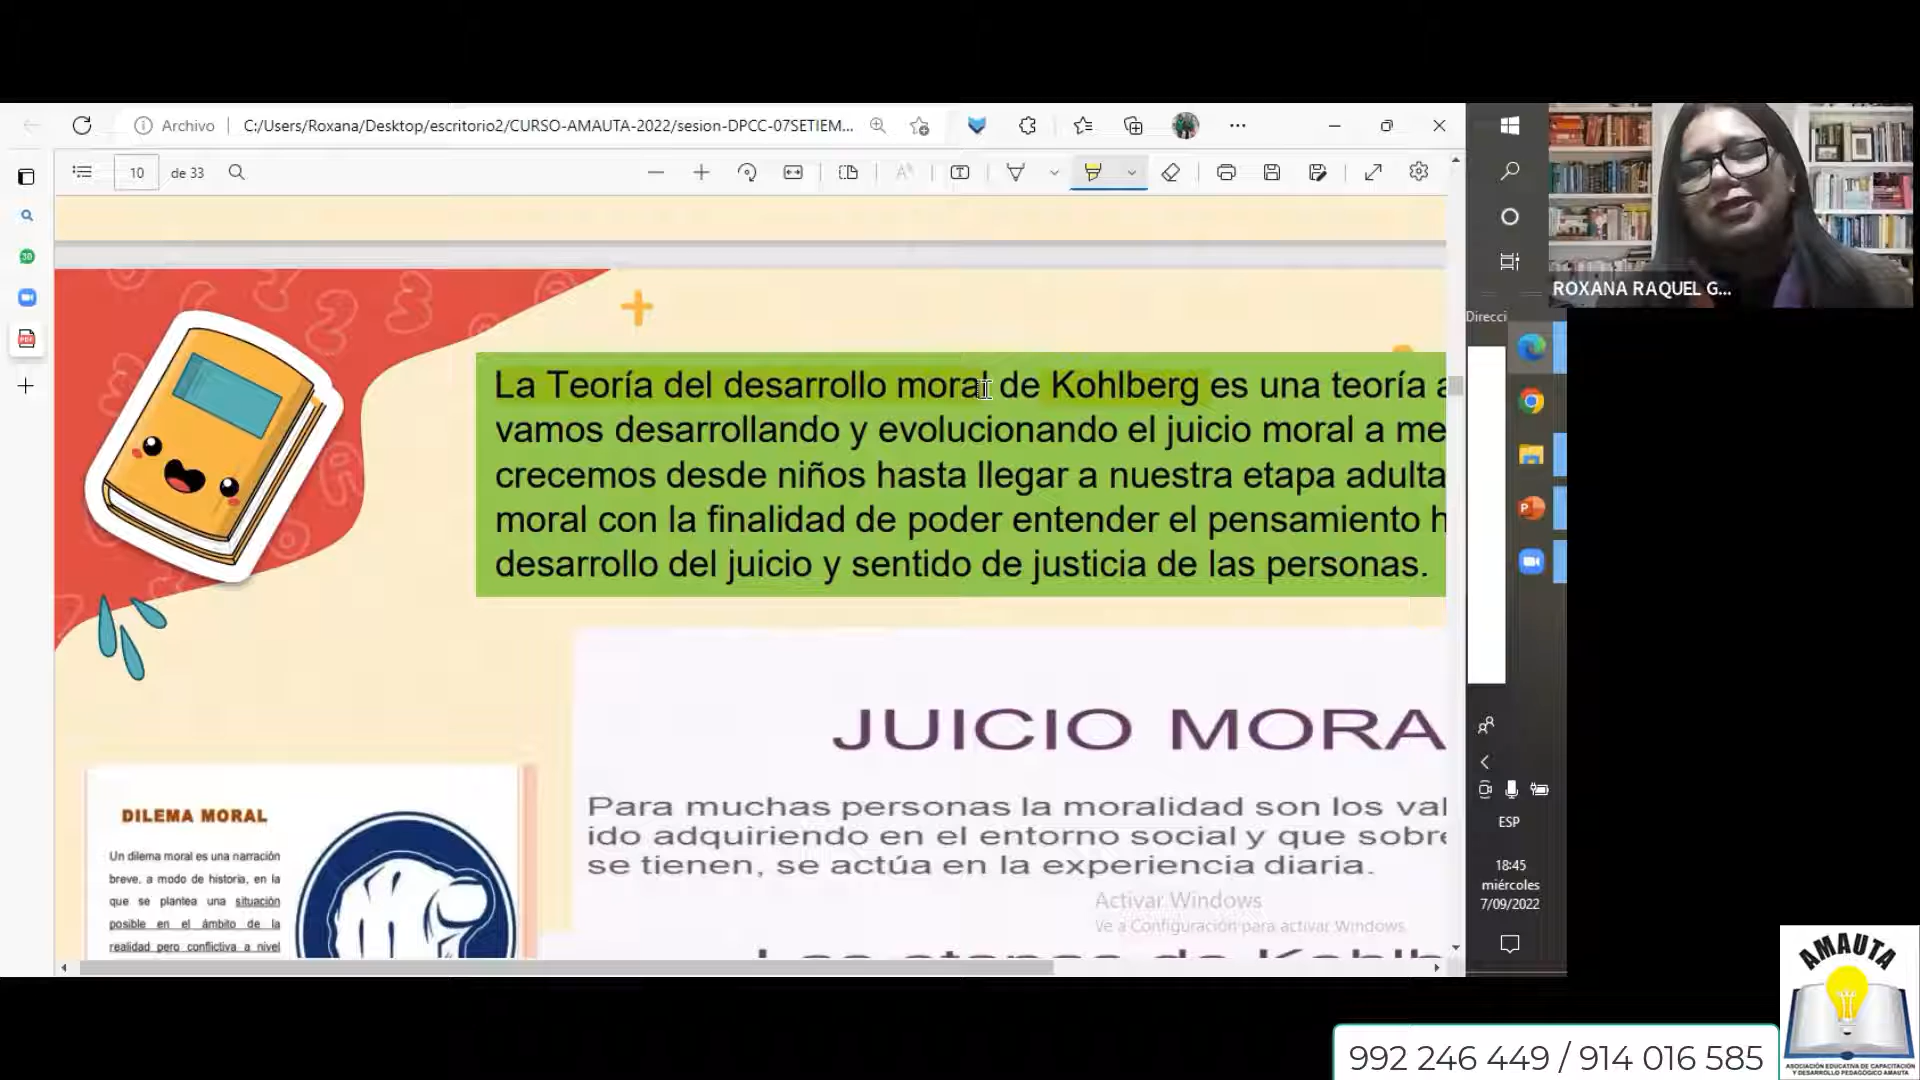 Archivo
C:/Users/Roxana/Desktop/escritorio2/CURSO-AMAUTA-2022/sesion-DPCC-07SETIEM...
10 de 33
ROXANA RAQUEL G...
Direcci
La Teoría del desarrollo moral de Kohlberg es una teoría a
vamos desarrollando y evolucionando el juicio moral a me
crecemos desde niños hasta llegar a nuestra etapa adulta
moral con la finalidad de poder entender el pensamiento h
desarrollo del juicio y sentido de justicia de las personas.
JUICIO MORA
Para muchas personas la moralidad son los val
ido adquiriendo en el entorno social y que sobre
se tienen, se actúa en la experiencia diaria.
DILEMA MORAL
Un dilema moral es una narración
breve, a modo de historia, en la
que se plantea una situación
posible en el ámbito de la
realidad pero conflictiva a nivel
Activar Windows
Ve a Configuración para activar Windows.
ESP
18:45
miércoles
7/09/2022
AMAUTA
ASOCIACIÓN EDUCATIVA DE CAPACITACIÓN
Y DESARROLLO PEDAGÓGICO AMAUTA
992 246 449 / 914 016 585